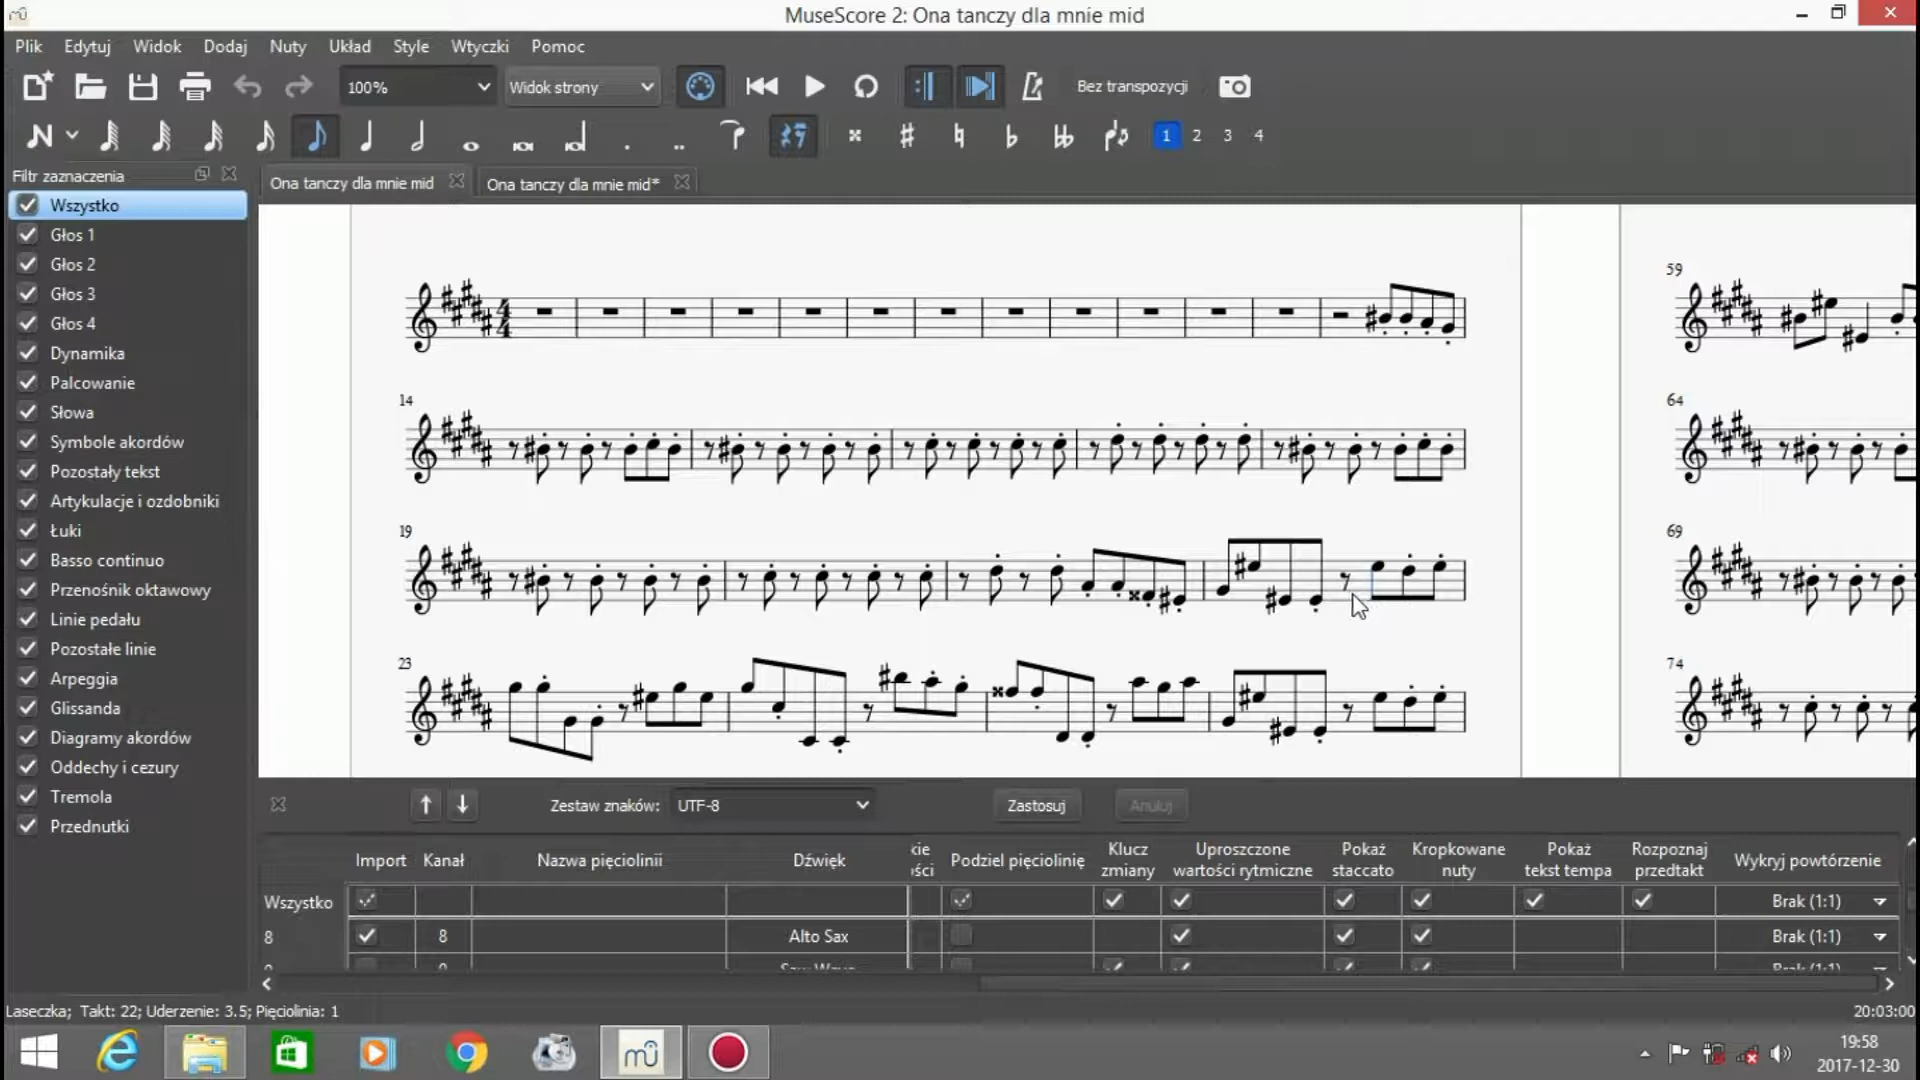 MuseScore 2: Ona tanczy dla mnie mid
Plik Edytuj Widok Dodaj Nuty Układ Style Wtyczki Pomoc
100% Widok strony Bez transpozycji
1 2 3 4
Filtr zaznaczenia
Ona tanczy dla mnie mid Ona tanczy dla mnie mid*
Wszystko
Głos 1
Głos 2
Głos 3
Głos 4
Dynamika
Palcowanie
Słowa
Symbole akordów
Pozostały tekst
Artykulacje i ozdobniki
Łuki
Basso continuo
Przenośnik oktawowy
Linie pedału
Pozostałe linie
Arpeggia
Glissanda
Diagramy akordów
Oddechy i cezury
Tremola
Przednutki
59
14
64
19
69
23
74
Zestaw znaków: UTF-8 Zastosuj Anuluj
Import Kanał Nazwa pięciolinii Dźwięk Podziel pięciolinię Klucz zmiany Uproszczone wartości rytmiczne Pokaż staccato Kropkowane nuty Pokaż tekst tempa Rozpoznaj przedtakt Wykryj powtórzenie
Wszystko Brak (1:1)
8 8 Alto Sax Brak (1:1)
Laseczka; Takt: 22; Uderzenie: 3.5; Pięciolinia: 1 20:03:00
19:58
2017-12-30